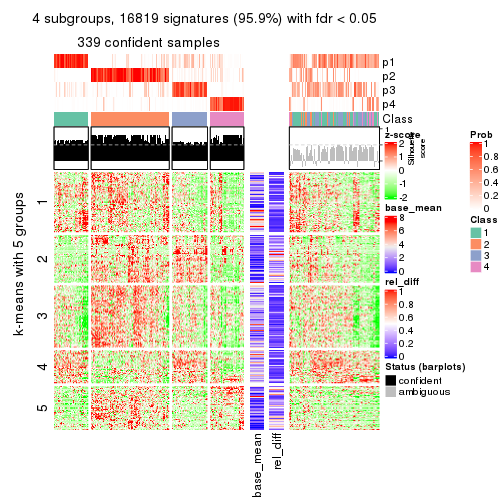 4 subgroups, 16819 signatures (95.9%) with fdr < 0.05
339 confident samples
p1
p2
p3
p4
Class
1
Silhouette
score
k-means with 5 groups
1
2
3
4
5
base_mean
rel_diff
z-score
2
1
0
-1
-2
base_mean
8
6
4
2
0
rel_diff
1
0.8
0.6
0.4
0.2
0
Status (barplots)
confident
ambiguous
Prob
1
0.8
0.6
0.4
0.2
0
Class
1
2
3
4